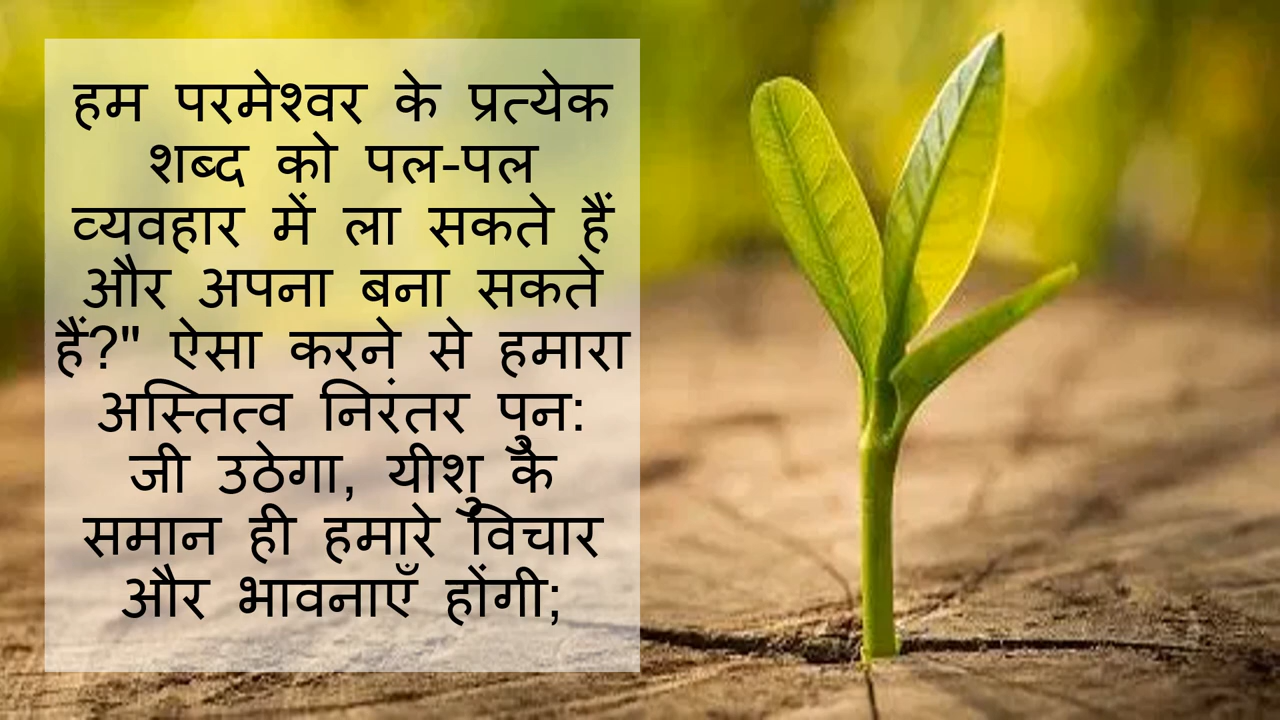 हम परमेश्वर के प्रत्येक
शब्द को पल-पल
व्यवहार में ला सकते हैं
और अपना बना सकते
हैं?" ऐसा करने से हमारा
अस्तित्व निरंतर पुन:
जी उठेगा, यीशु के
समान ही हमारे विचार
और भावनाएँ होंगी;